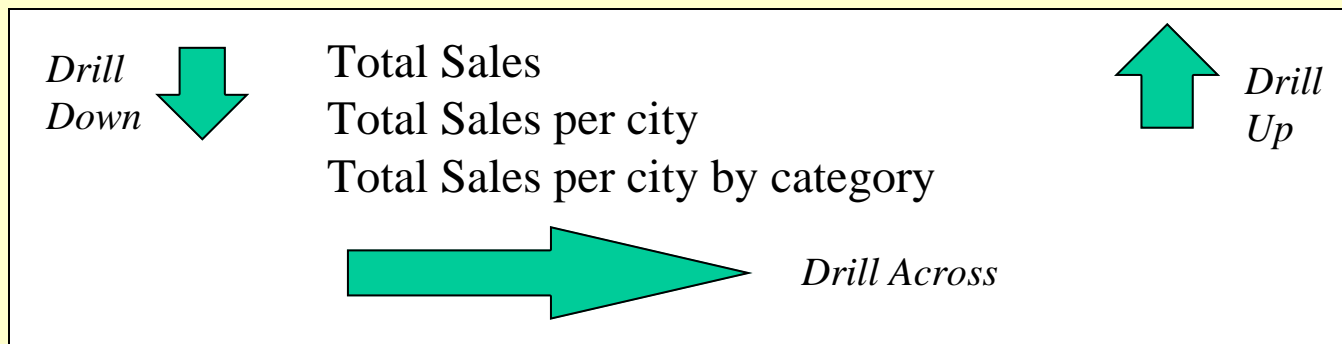 Drill
Down
Total Sales
Total Sales per city
Total Sales per city by category
Drill
Up
Drill Across